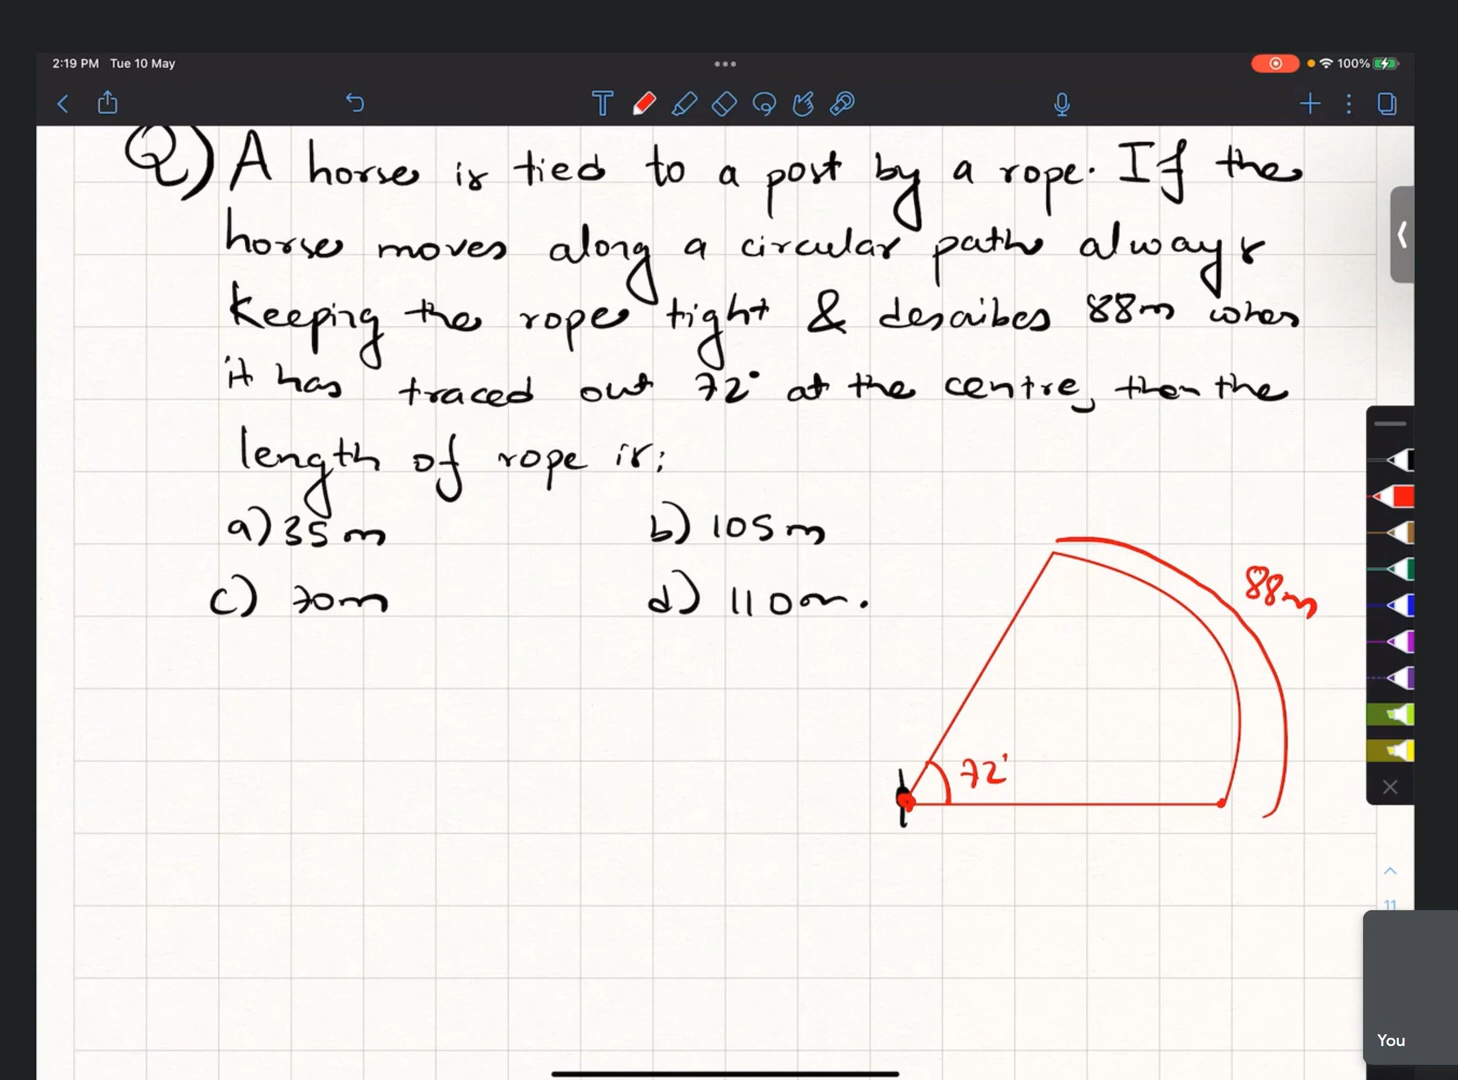 2:19 PM Tue 10 May
100%
Q) A horse is tied to a post by a rope. If the
horse moves along a circular path always
keeping the rope tight & describes 88m when
it has traced out 72° at the centre, then the
length of rope is:
a) 35 m b) 105 m
c) 70m d) 110m.
88m
72°
11
You